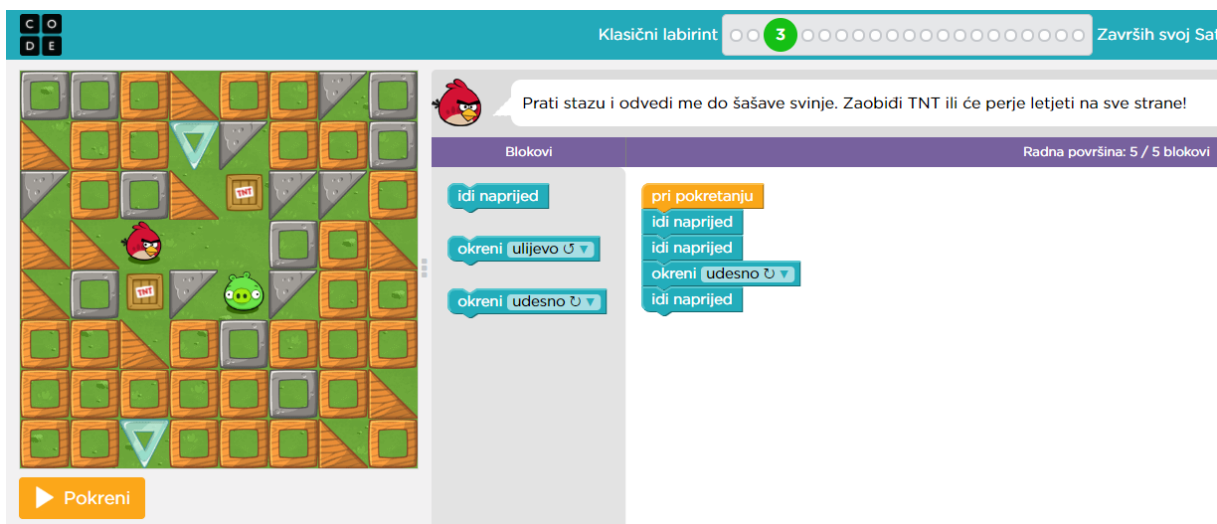 C O
D E
Klasični labirint
3
Završih svoj Sat
Prati stazu i odvedi me do šašave svinje. Zaobiđi TNT ili će perje letjeti na sve strane!
Blokovi
Radna površina: 5 / 5 blokovi
idi naprijed
okreni ulijevo ↺ ▼
okreni udesno ↻ ▼
pri pokretanju
idi naprijed
idi naprijed
okreni udesno ↻ ▼
idi naprijed
TNT
TNT
Pokreni